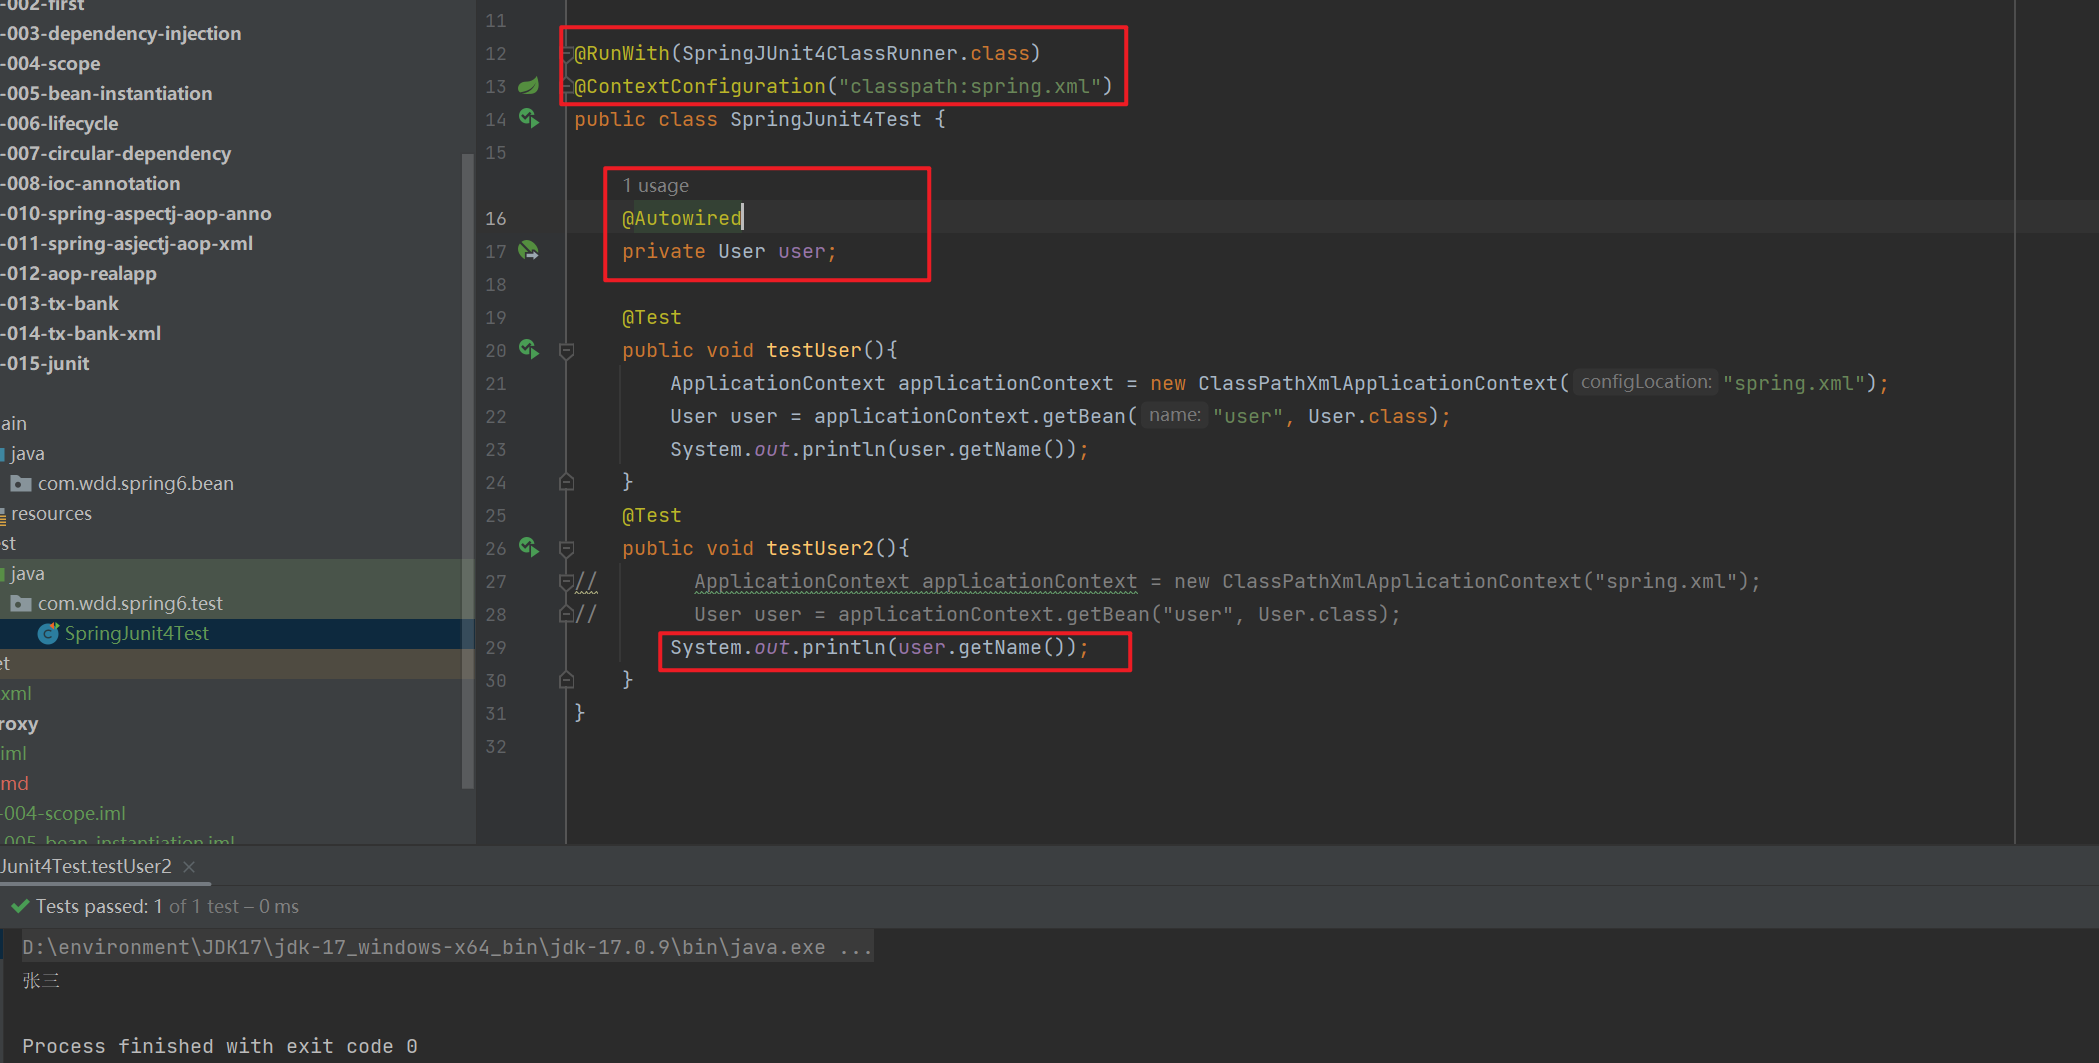 -002-first
-003-dependency-injection
-004-scope
-005-bean-instantiation
-006-lifecycle
-007-circular-dependency
-008-ioc-annotation
-010-spring-aspectj-aop-anno
-011-spring-asjectj-aop-xml
-012-aop-realapp
-013-tx-bank
-014-tx-bank-xml
-015-junit
ain
java
com.wdd.spring6.bean
resources
st
java
com.wdd.spring6.test
SpringJunit4Test
et
xml
roxy
iml
md
-004-scope.iml
005-bean-instantiation.iml
11
12 @RunWith(SpringJUnit4ClassRunner.class)
13 @ContextConfiguration("classpath:spring.xml")
14 public class SpringJunit4Test {
15
1 usage
16 @Autowired
17 private User user;
18
19 @Test
20 public void testUser(){
21 ApplicationContext applicationContext = new ClassPathXmlApplicationContext( configLocation: "spring.xml");
22 User user = applicationContext.getBean( name: "user", User.class);
23 System.out.println(user.getName());
24 }
25 @Test
26 public void testUser2(){
27 // ApplicationContext applicationContext = new ClassPathXmlApplicationContext("spring.xml");
28 // User user = applicationContext.getBean("user", User.class);
29 System.out.println(user.getName());
30 }
31 }
32
Junit4Test.testUser2 ×
Tests passed: 1 of 1 test – 0 ms
D:\environment\JDK17\jdk-17_windows-x64_bin\jdk-17.0.9\bin\java.exe ...
张三
Process finished with exit code 0